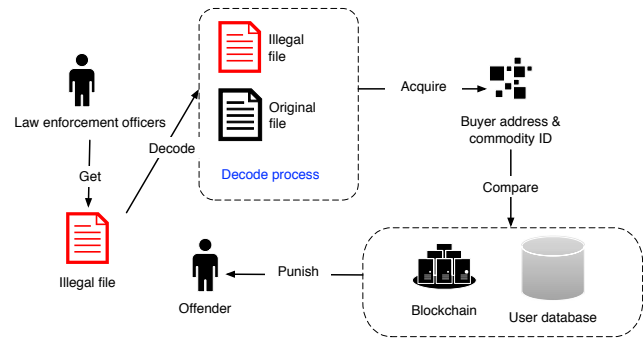 Law enforcement officers
Get
Illegal file
Decode
Illegal
file
Original
file
Decode process
Acquire
Buyer address &
commodity ID
Compare
Blockchain
User database
Punish
Offender